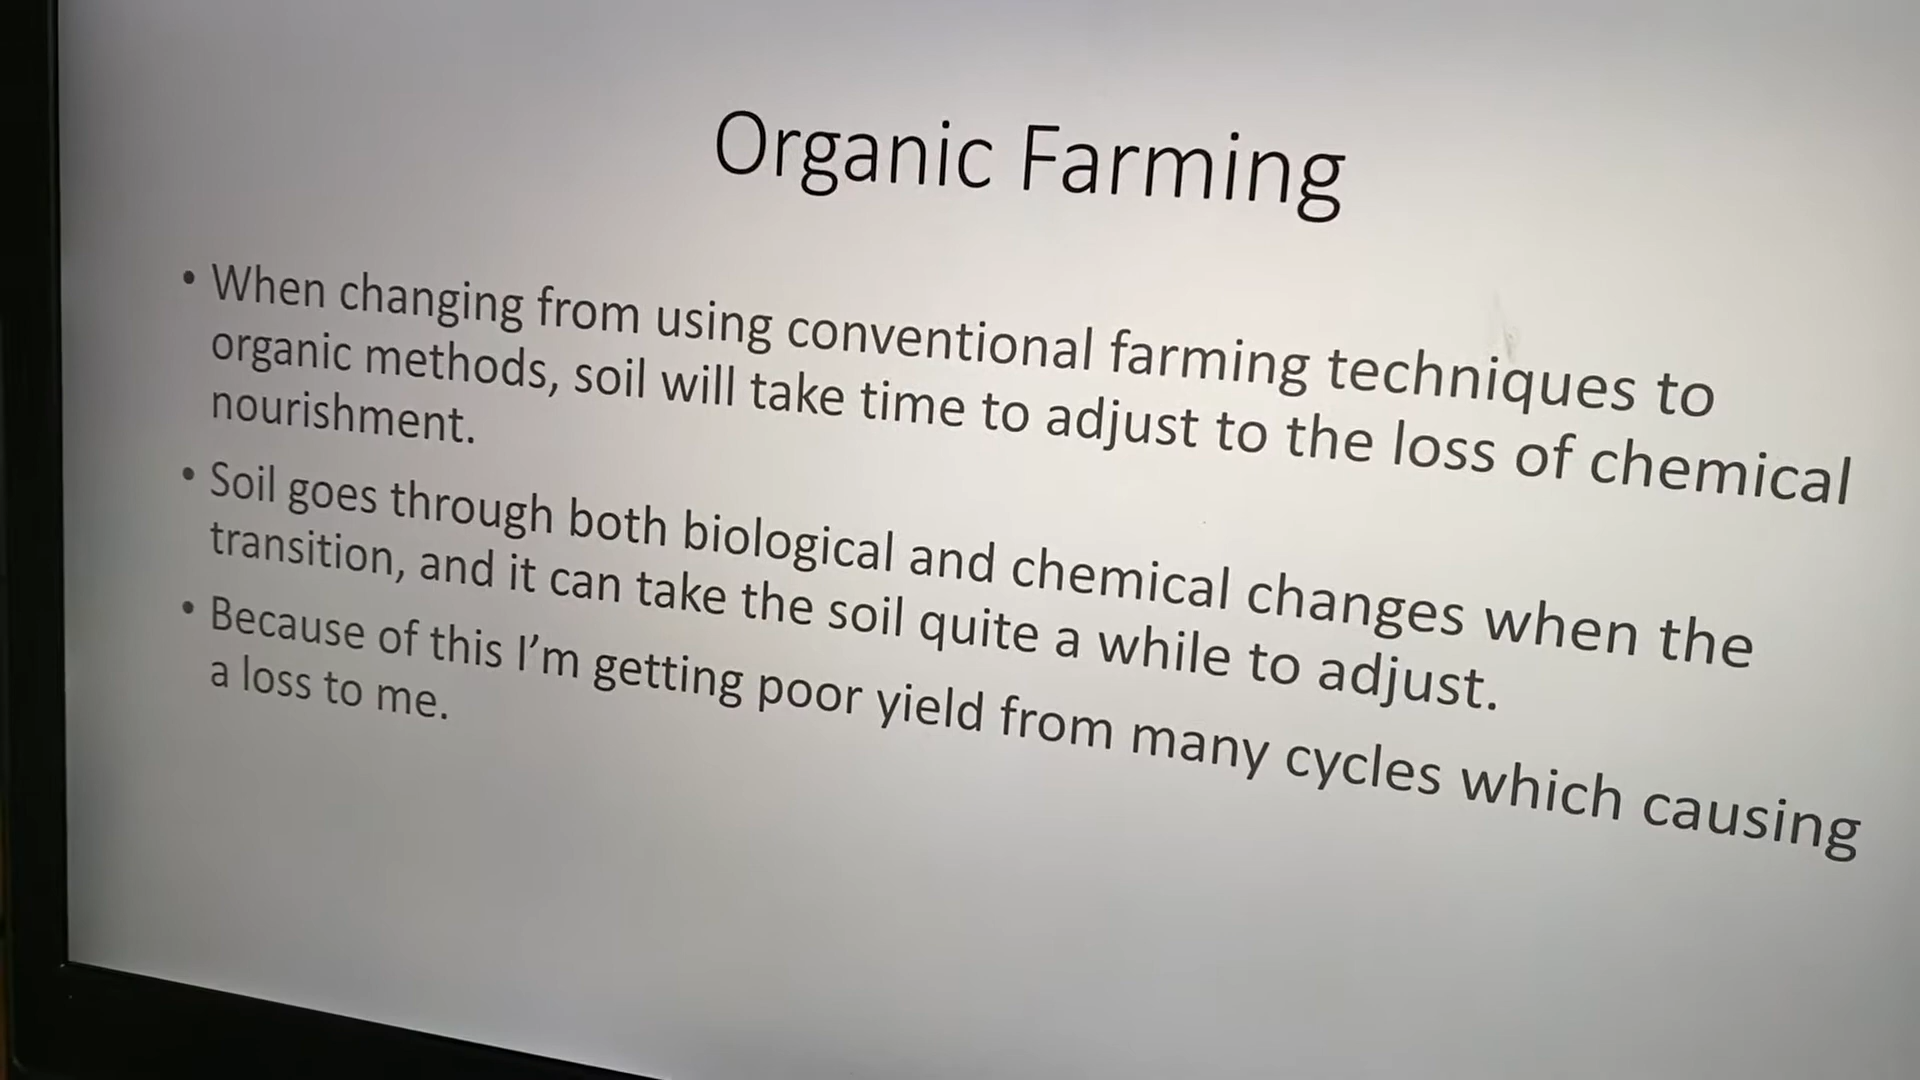 Organic Farming
• When changing from using conventional farming techniques to
organic methods, soil will take time to adjust to the loss of chemical
nourishment.
• Soil goes through both biological and chemical changes when the
transition, and it can take the soil quite a while to adjust.
• Because of this I’m getting poor yield from many cycles which causing
a loss to me.